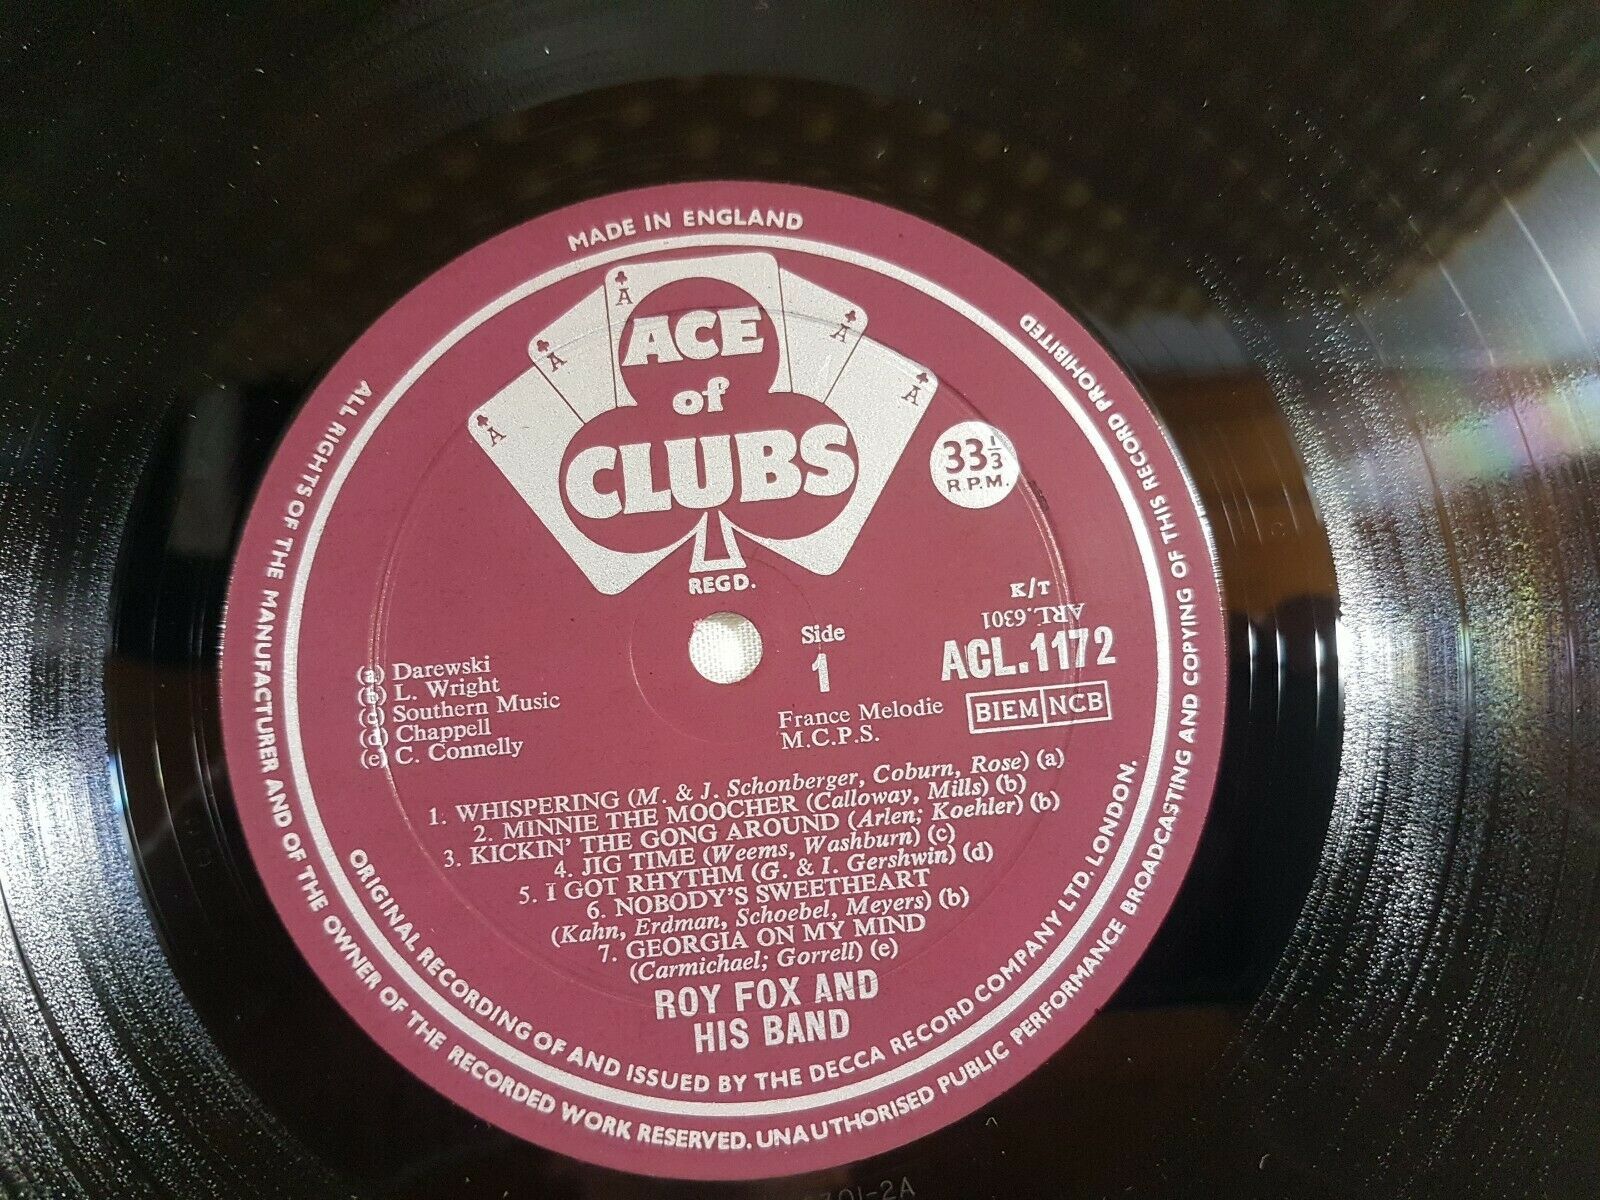 MADE IN ENGLAND
ALL RIGHTS OF THE MANUFACTURER AND OF THE OWNER OF THE RECORDED WORK RESERVED. UNAUTHORISED PUBLIC PERFORMANCE BROADCASTING AND COPYING OF THIS RECORD PROHIBITED
A
A
A
A
ACE
of
CLUBS
REGD.
33 1/3
R.P.M.
K/T
ARL.6301
ACL.1172
BIEM NCB
Side
1
France Melodie
M.C.P.S.
(a) Darewski
(b) L. Wright
(c) Southern Music
(d) Chappell
(e) C. Connelly
1. WHISPERING (M. & J. Schonberger, Coburn, Rose) (a)
2. MINNIE THE MOOCHER (Calloway, Mills) (b)
3. KICKIN' THE GONG AROUND (Arlen; Koehler) (b)
4. JIG TIME (Weems, Washburn) (c)
5. I GOT RHYTHM (G. & I. Gershwin) (d)
6. NOBODY'S SWEETHEART
(Kahn, Erdman, Schoebel, Meyers) (b)
7. GEORGIA ON MY MIND
(Carmichael; Gorrell) (e)
ROY FOX AND
HIS BAND
ORIGINAL RECORDING OF AND ISSUED BY THE DECCA RECORD COMPANY LTD. LONDON.